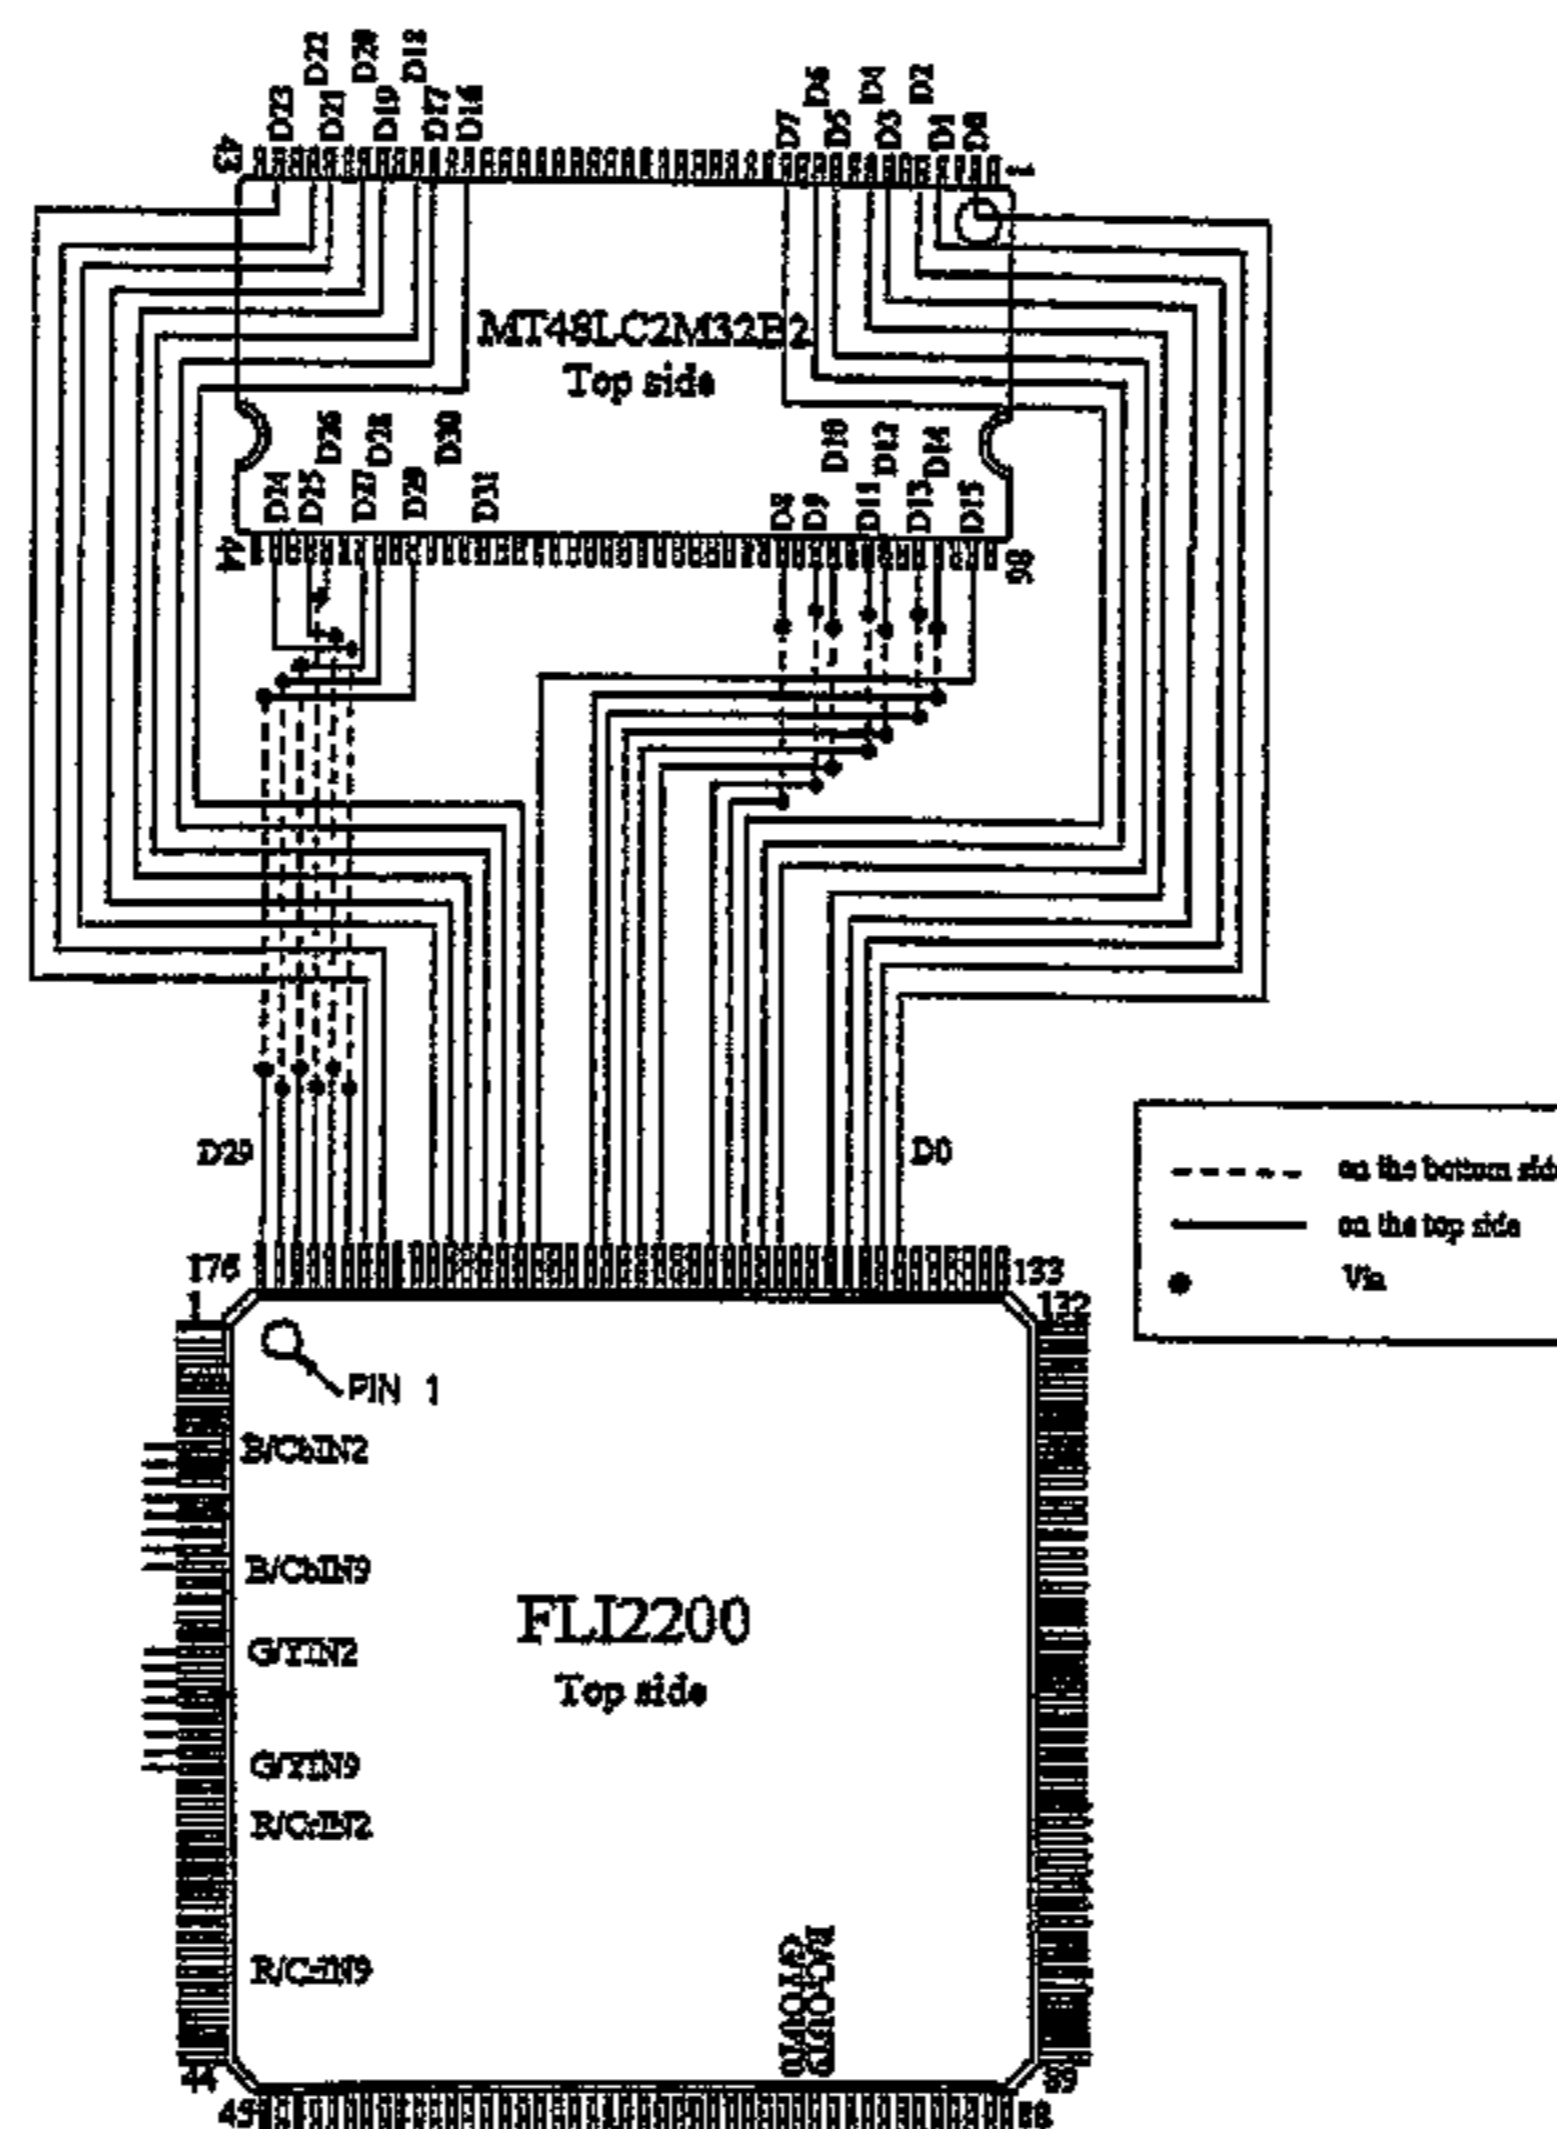 D22 D20 D18
D23 D21 D19 D17 D16
D6 D4 D2
D7 D5 D3 D1 D0
43
1
MT48LC2M32B2
Top side
D26 D28 D30
D24 D25 D27 D29 D31
D10 D12 D14
D8 D9 D11 D13 D15
44
86
D29
D0
on the bottom side
on the top side
Via
176
133
1
132
PIN 1
B/CbIN2
B/CbIN9
G/YIN2
FLI2200
Top side
G/YIN9
R/CrIN2
R/CrIN9
44
89
45
88